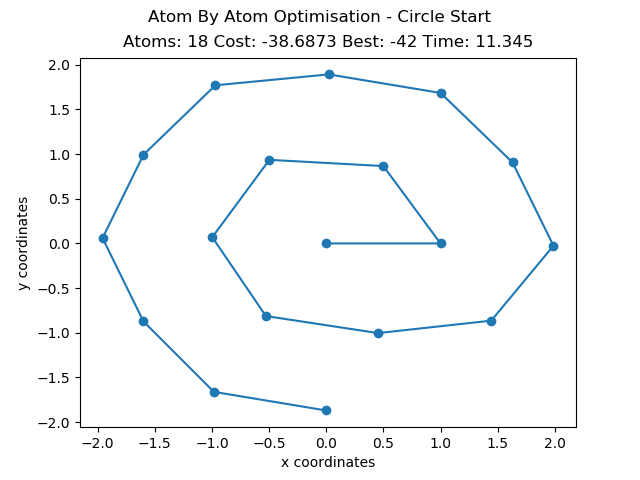 Atom By Atom Optimisation - Circle Start
Atoms: 18 Cost: -38.6873 Best: -42 Time: 11.345
2.0
1.5
1.0
0.5
0.0
−0.5
−1.0
−1.5
−2.0
y coordinates
−2.0 −1.5 −1.0 −0.5 0.0 0.5 1.0 1.5 2.0
x coordinates